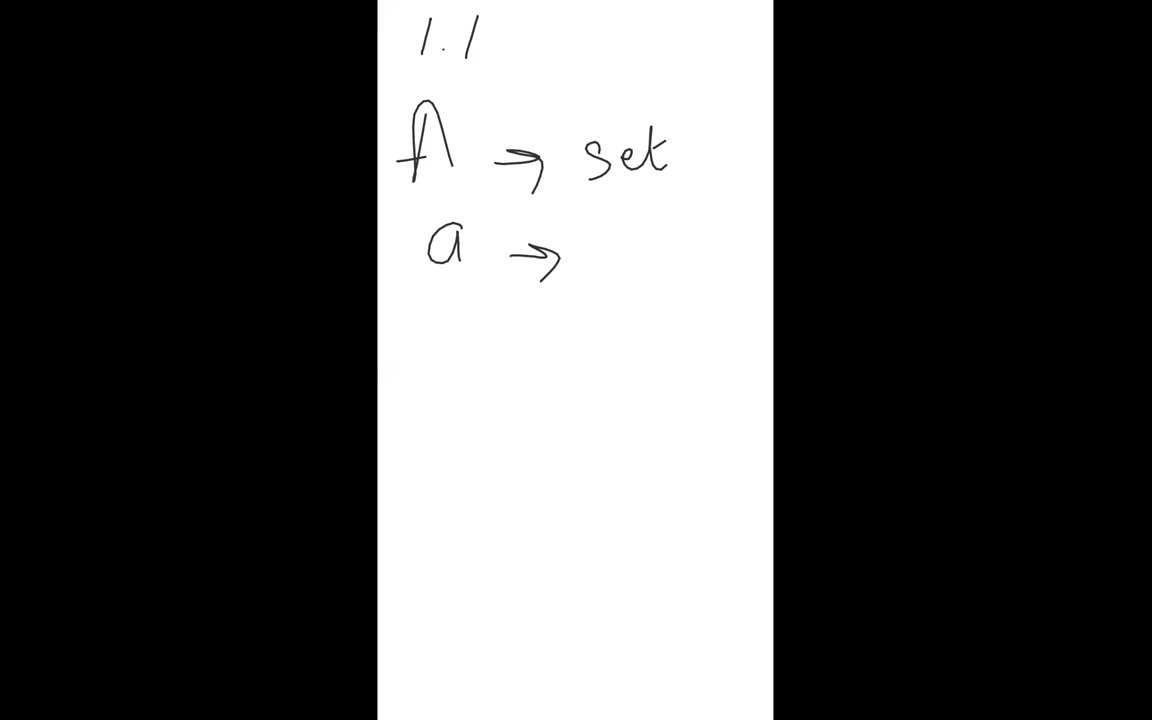 1.1
A → set
a →